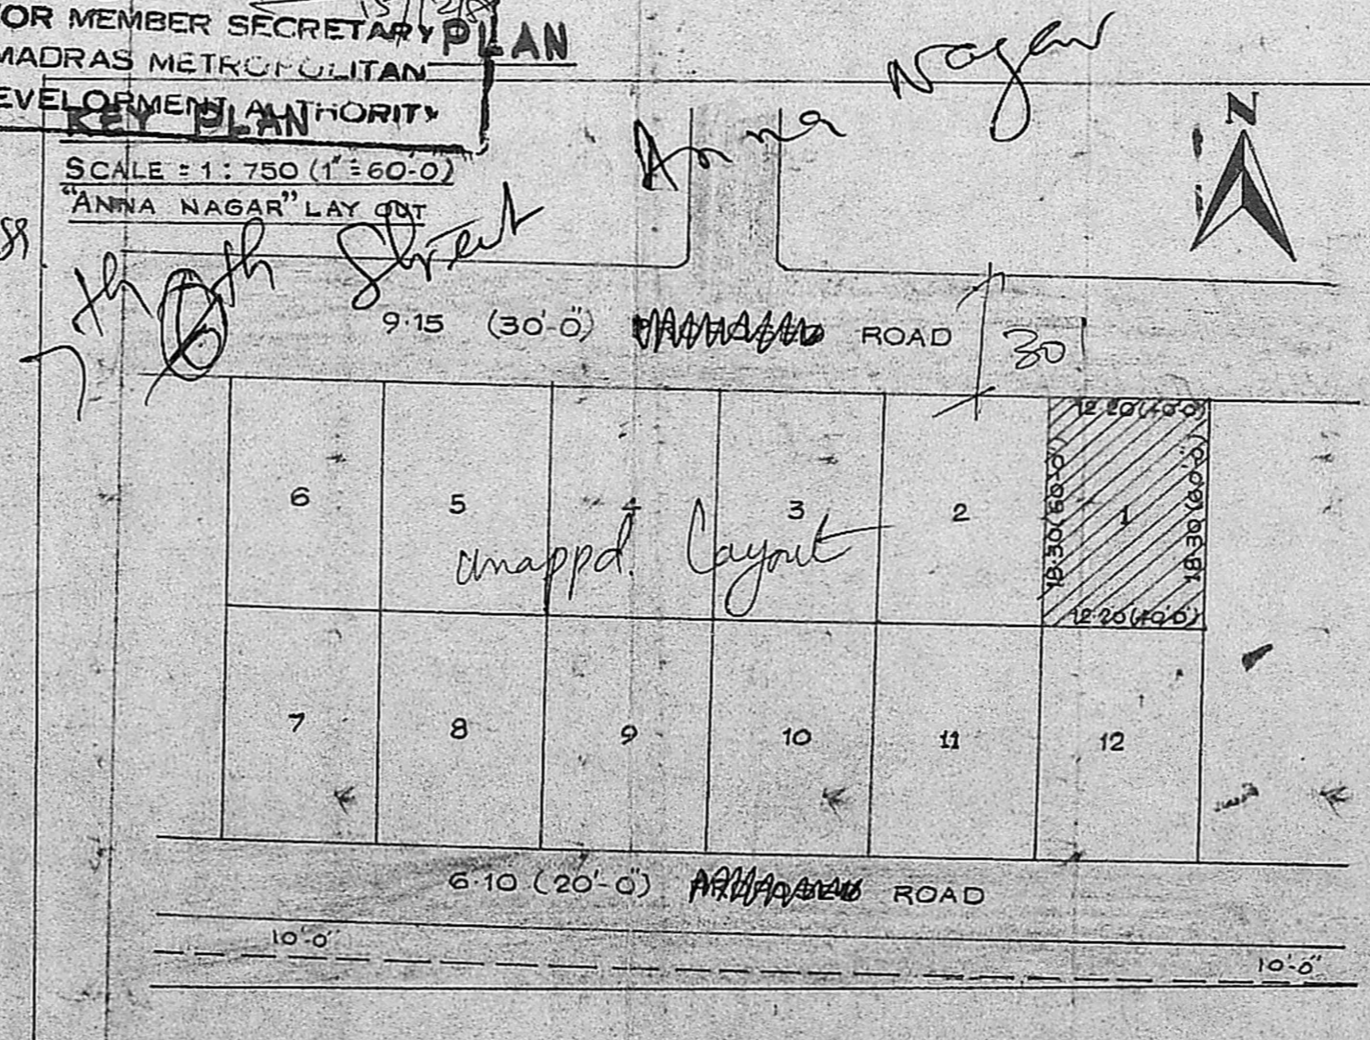 OR MEMBER SECRETARY
PLAN
MADRAS METROPOLITAN
EVELOPMENT AUTHORITY
KEY PLAN
SCALE = 1 : 750 (1" = 60'-0)
"ANNA NAGAR" LAY OUT
Anna Nagar
N
7th 6th Street
9.15 (30'-0") ROAD
30'
12.20(40'0")
18.30(60'-0")
18.30(60'-0")
12.20(40'0")
6 5 4 3 2 1
unappd. Layout
7 8 9 10 11 12
6.10 (20'-0") ROAD
10'-0"
10'-0"